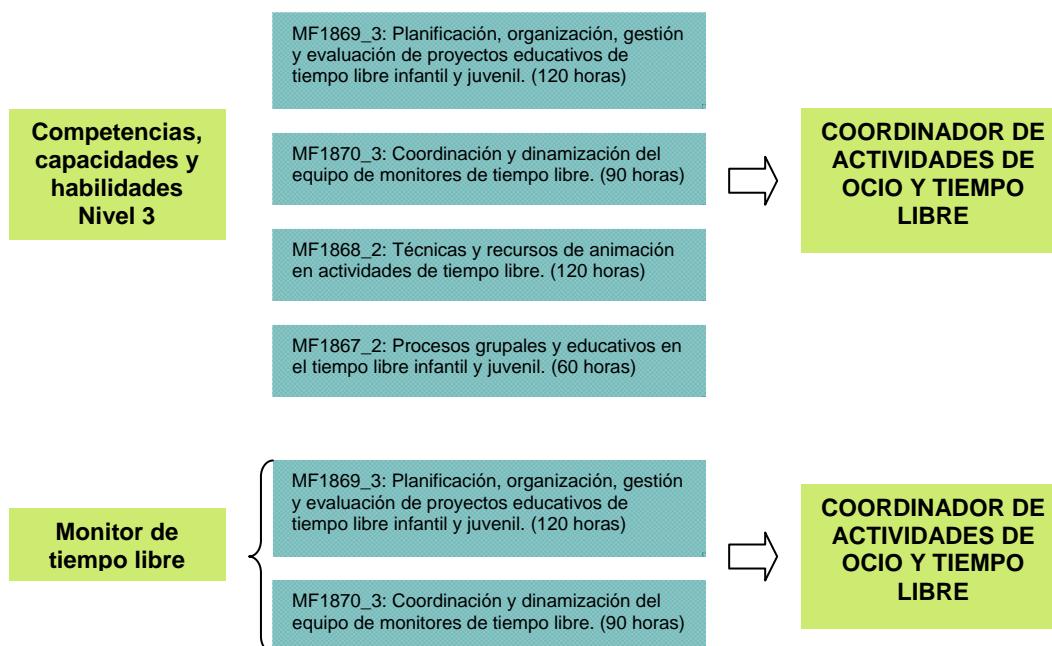 MF1869_3: Planificación, organización, gestión
y evaluación de proyectos educativos de
tiempo libre infantil y juvenil. (120 horas)
Competencias,
capacidades y
habilidades
Nivel 3
MF1870_3: Coordinación y dinamización del
equipo de monitores de tiempo libre. (90 horas)
COORDINADOR DE
ACTIVIDADES DE
OCIO Y TIEMPO
LIBRE
MF1868_2: Técnicas y recursos de animación
en actividades de tiempo libre. (120 horas)
MF1867_2: Procesos grupales y educativos en
el tiempo libre infantil y juvenil. (60 horas)
Monitor de
tiempo libre
MF1869_3: Planificación, organización, gestión
y evaluación de proyectos educativos de
tiempo libre infantil y juvenil. (120 horas)
MF1870_3: Coordinación y dinamización del
equipo de monitores de tiempo libre. (90 horas)
COORDINADOR DE
ACTIVIDADES DE
OCIO Y TIEMPO
LIBRE